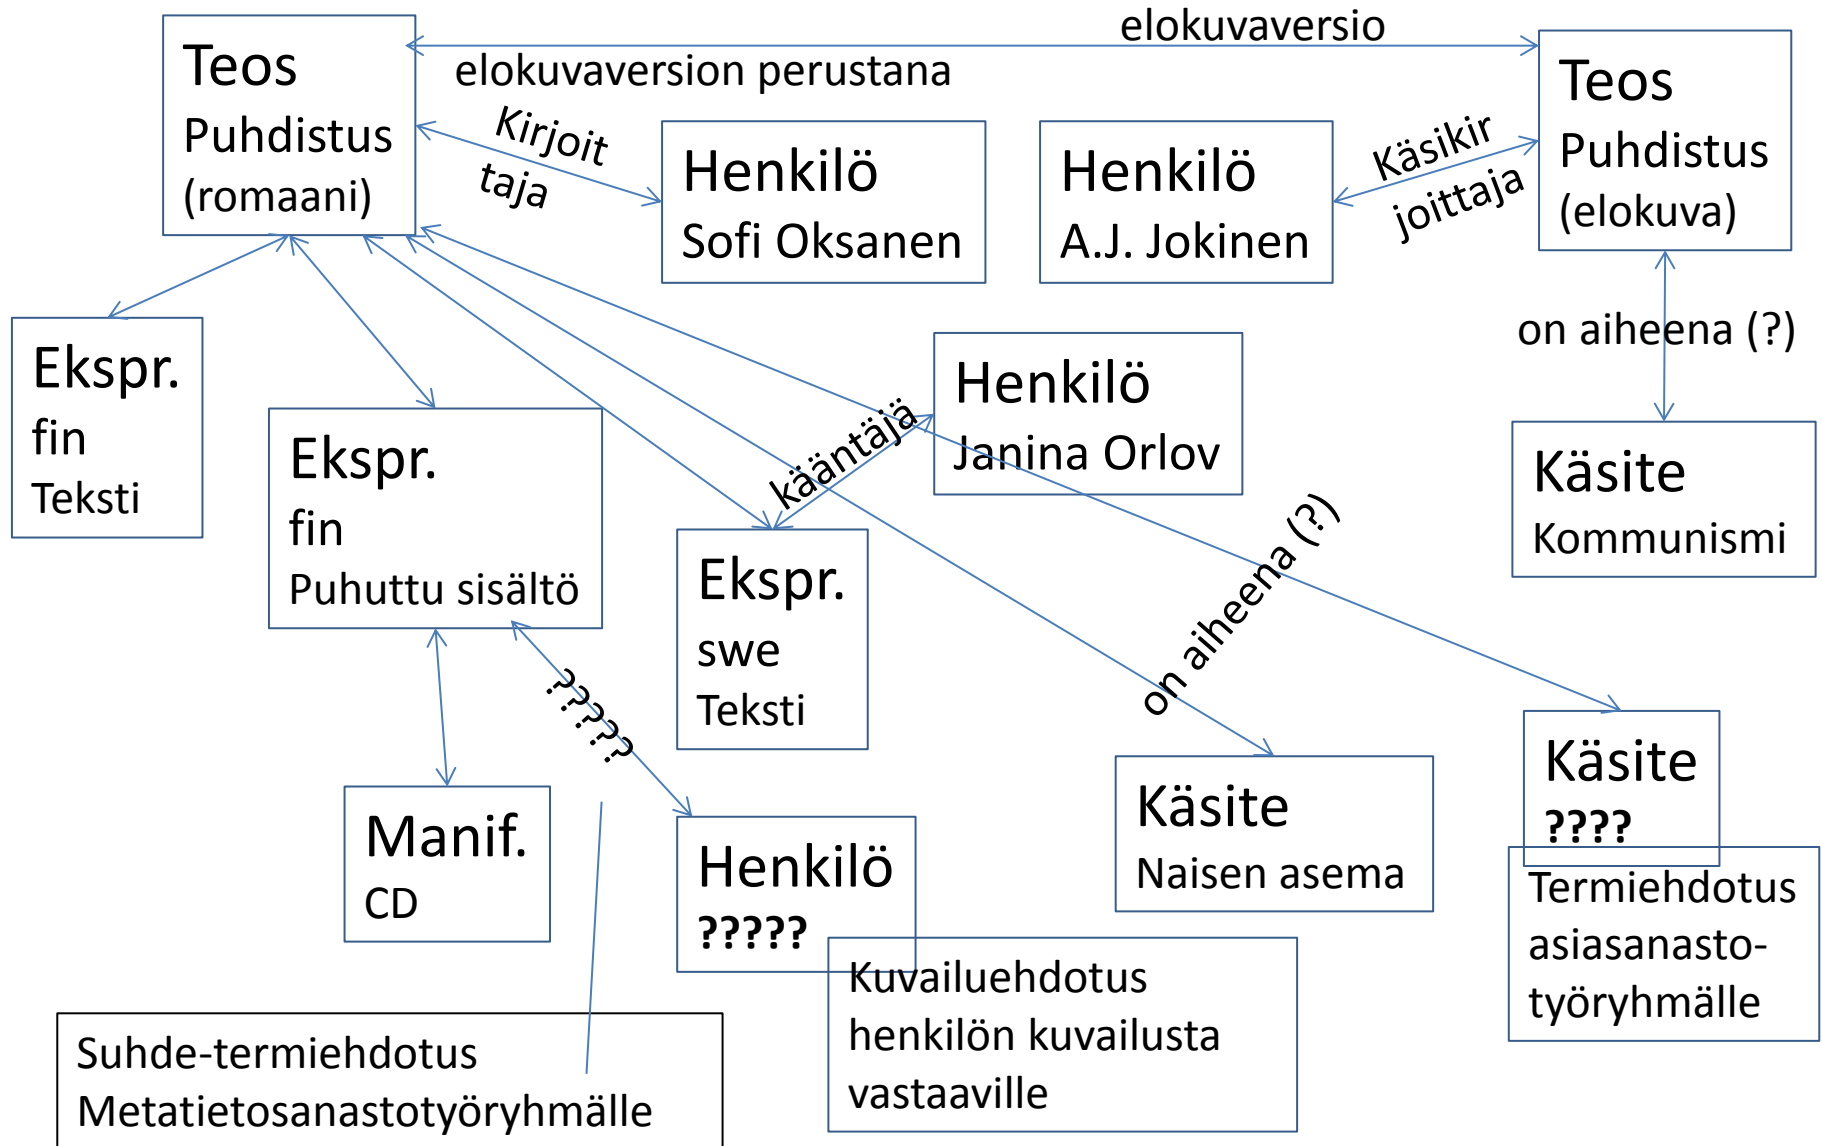 elokuvaversio
elokuvaversion perustana
Teos
Puhdistus
(romaani)
Kirjoit
taja
Henkilö
Sofi Oksanen
Henkilö
A.J. Jokinen
Käsikir
joittaja
Teos
Puhdistus
(elokuva)
on aiheena (?)
Ekspr.
fin
Teksti
Ekspr.
fin
Puhuttu sisältö
kääntäjä
Henkilö
Janina Orlov
Käsite
Kommunismi
Ekspr.
swe
Teksti
on aiheena (?)
?????
Manif.
CD
Henkilö
?????
Käsite
Naisen asema
Käsite
????
Termiehdotus
asiasanasto-
työryhmälle
Kuvailuehdotus
henkilön kuvailusta
vastaaville
Suhde-termiehdotus
Metatietosanastotyöryhmälle